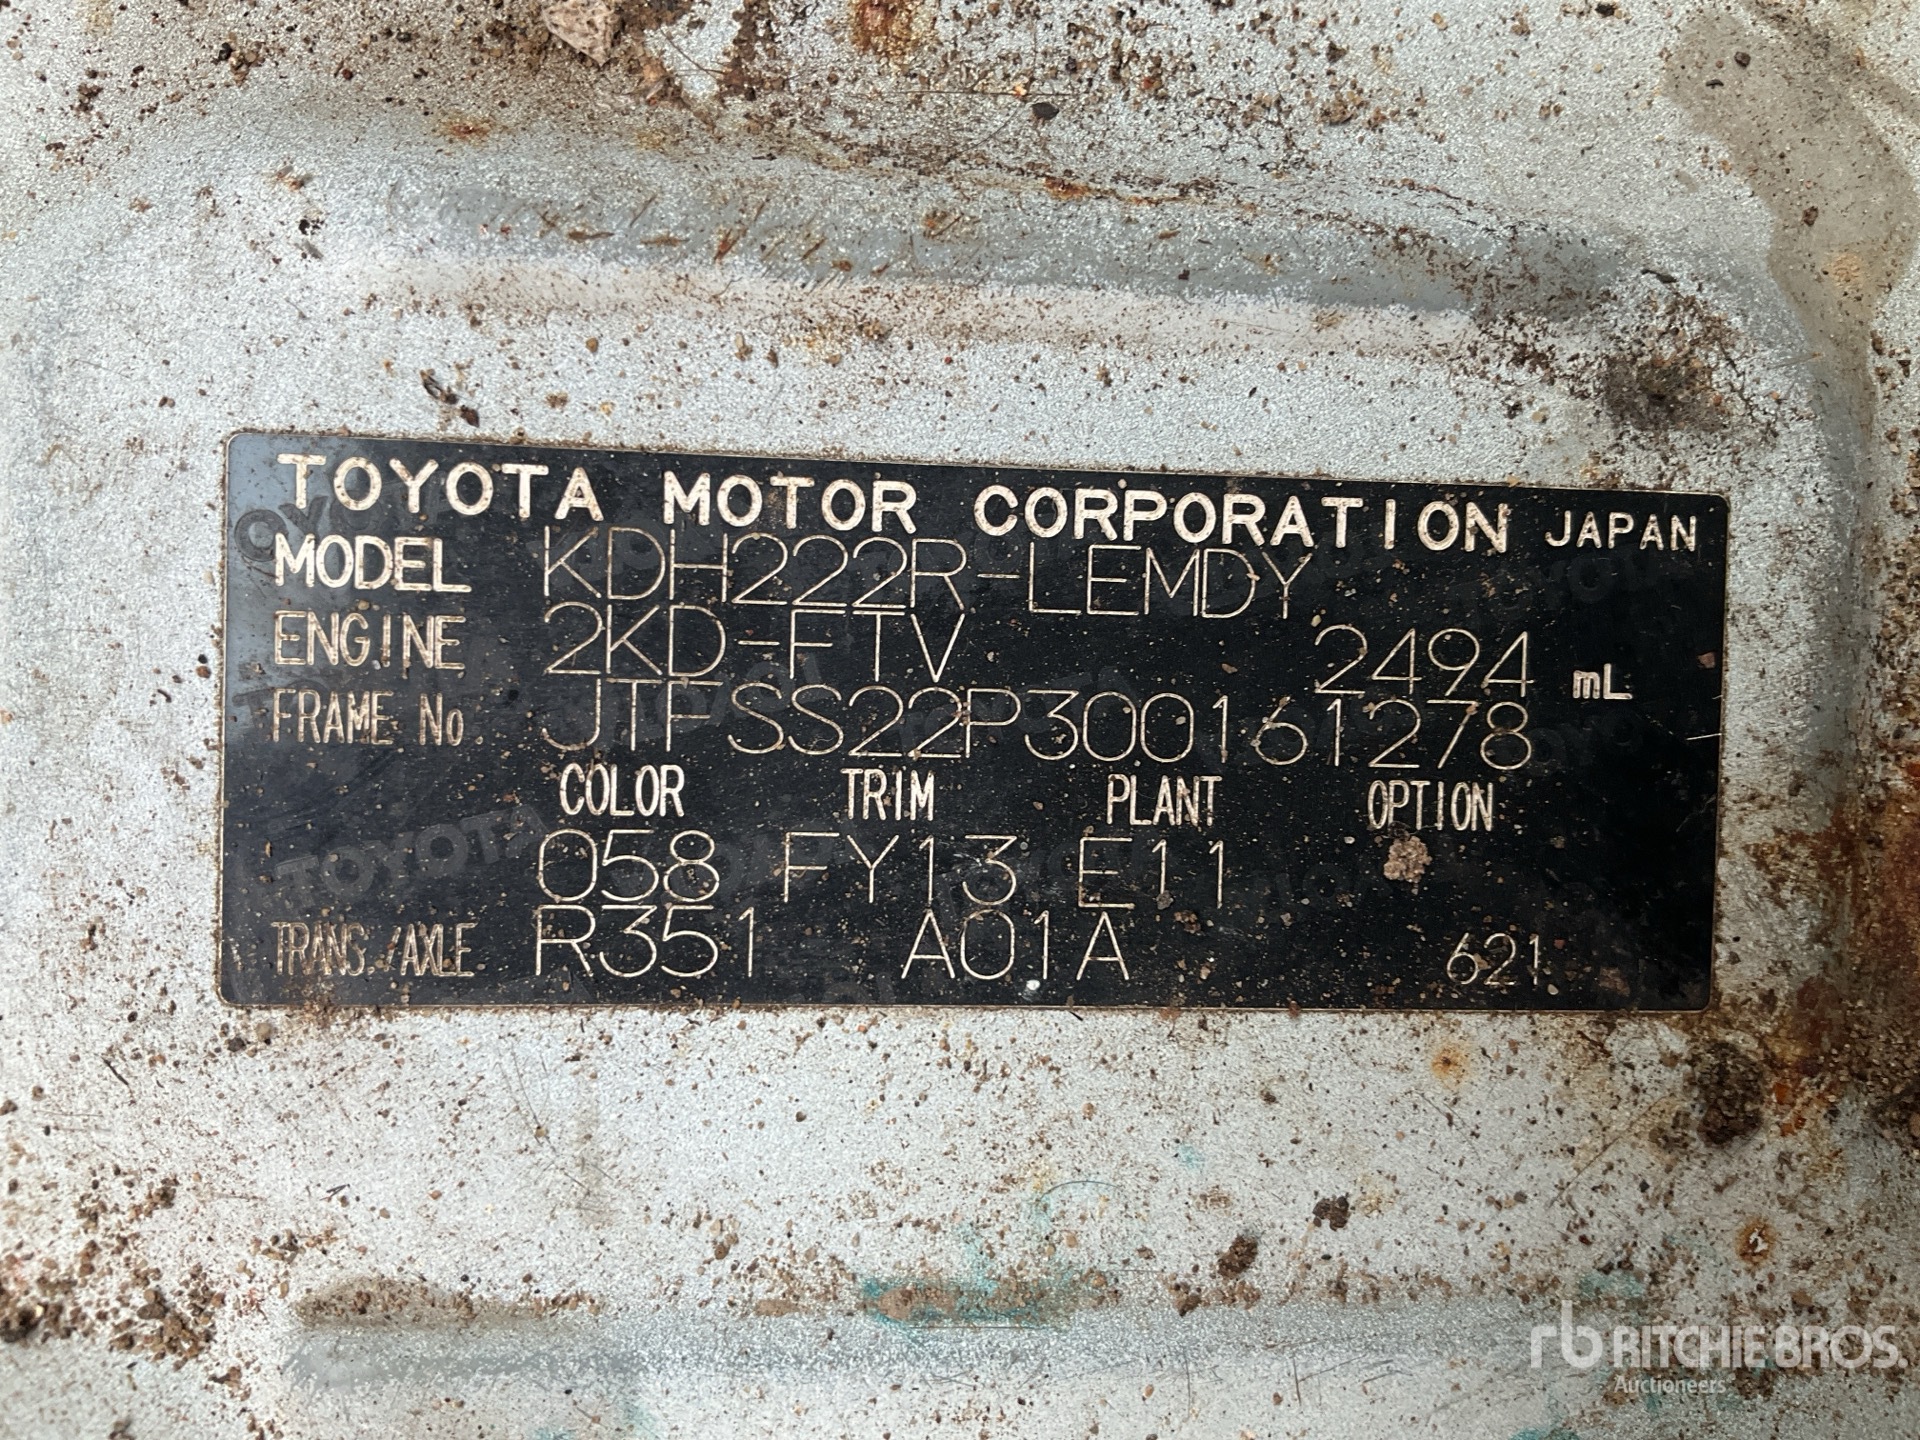 TOYOTA MOTOR CORPORATION JAPAN
MODEL KDH222R-LEMDY
ENGINE 2KD-FTV 2494 mL
FRAME No. JTFSS22P300161278
COLOR TRIM PLANT OPTION
058 FY13 E11
TRANS./AXLE R351 A01A 621
rb RITCHIE BROS.
Auctioneers